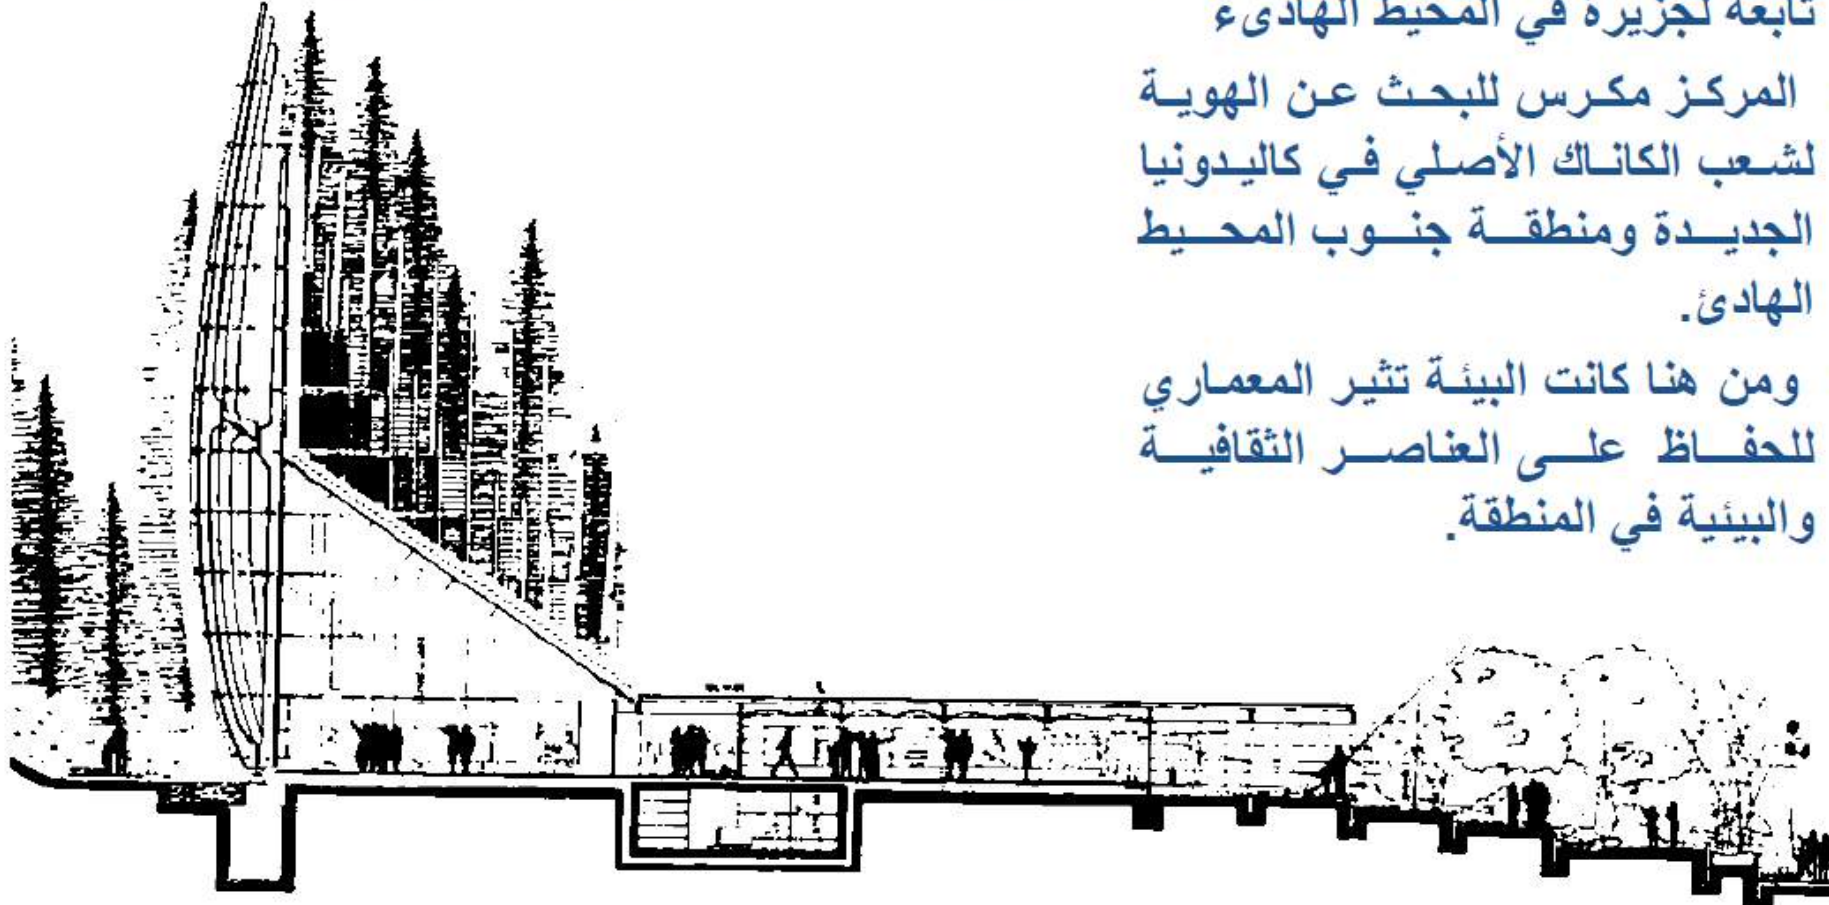 تابعة لجزيرة في المحيط الهادىء
المركز مكرس للبحث عن الهوية
لشعب الكاناك الأصلي في كاليدونيا
الجديدة ومنطقة جنوب المحيط
الهادئ.
ومن هنا كانت البيئة تثير المعماري
للحفاظ على العناصر الثقافية
والبيئية في المنطقة.